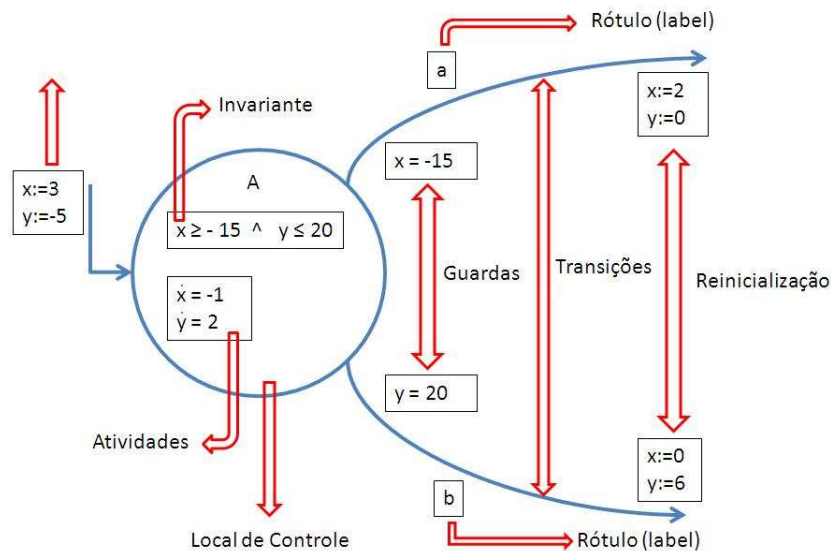 Rótulo (label)
a
x:=2
y:=0
Invariante
x:=3
y:=-5
A
x = -15
x ≥ - 15 ^ y ≤ 20
Guardas
Transições
Reinicialização
ẋ = -1
ẏ = 2
y = 20
Atividades
x:=0
y:=6
b
Local de Controle
Rótulo (label)